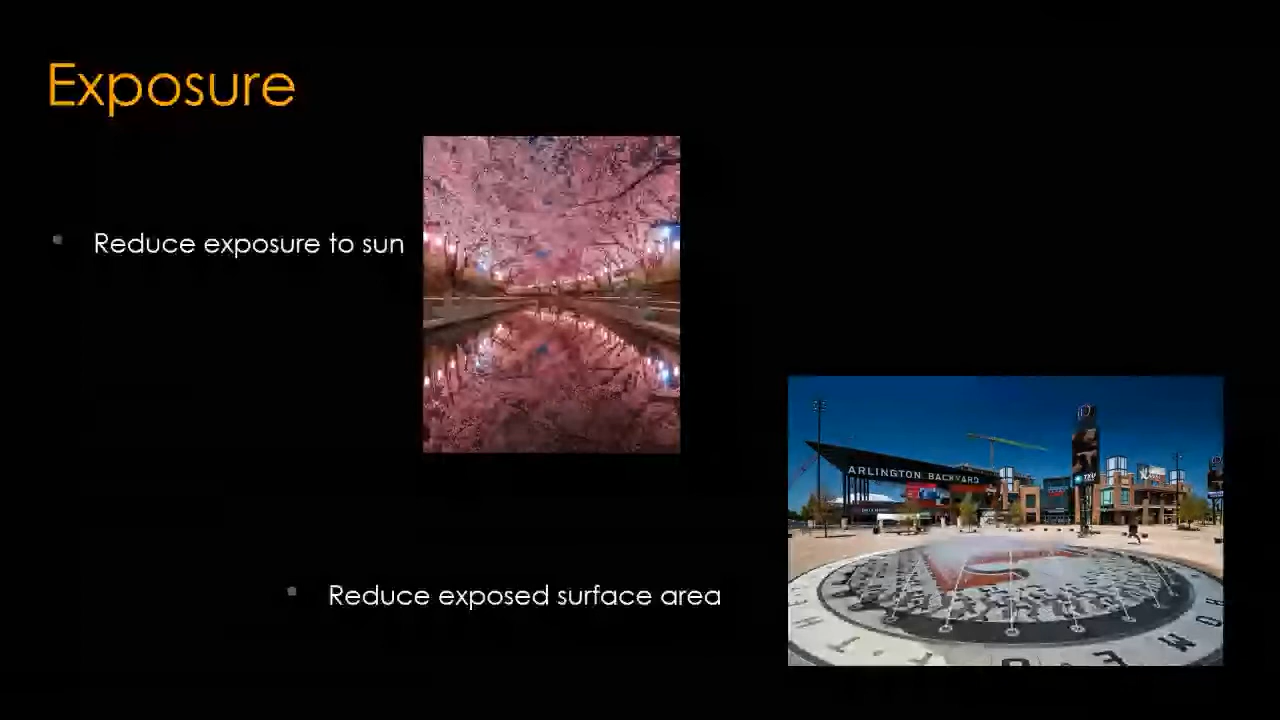 Exposure
Reduce exposure to sun
ARLINGTON BACKYARD
Reduce exposed surface area